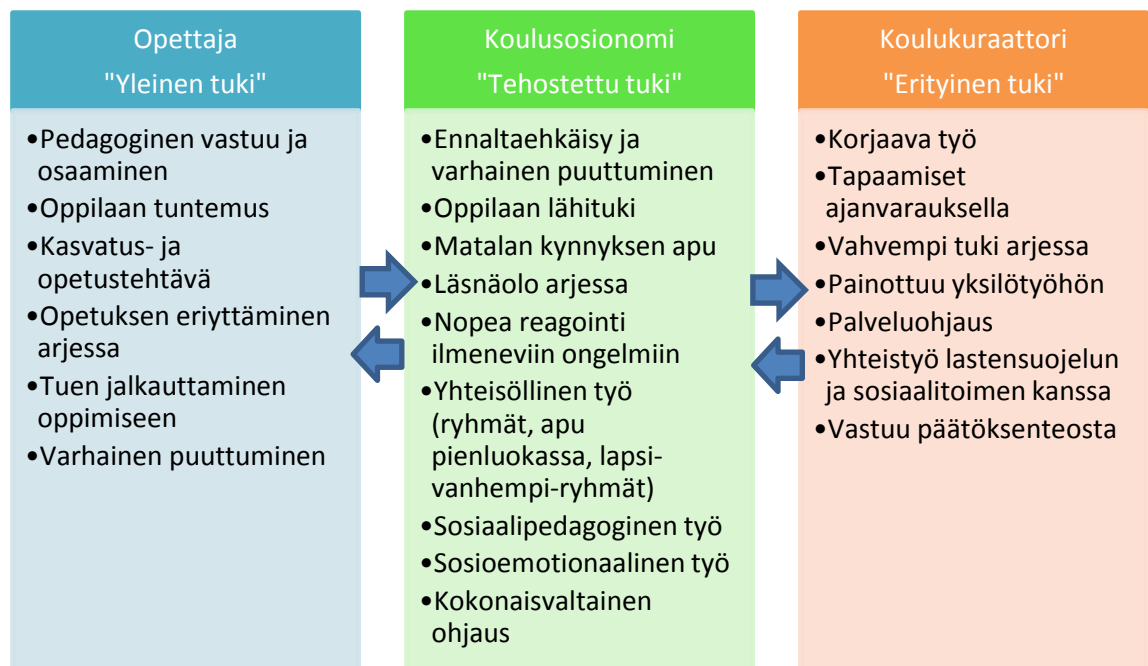 Opettaja
"Yleinen tuki"
•Pedagoginen vastuu ja
osaaminen
•Oppilaan tuntemus
•Kasvatus- ja
opetustehtävä
•Opetuksen eriyttäminen
arjessa
•Tuen jalkauttaminen
oppimiseen
•Varhainen puuttuminen
Koulusosionomi
"Tehostettu tuki"
•Ennaltaehkäisy ja
varhainen puuttuminen
•Oppilaan lähituki
•Matalan kynnyksen apu
•Läsnäolo arjessa
•Nopea reagointi
ilmeneviin ongelmiin
•Yhteisöllinen työ
(ryhmät, apu
pienluokassa, lapsi-
vanhempi-ryhmät)
•Sosiaalipedagoginen työ
•Sosioemotionaalinen työ
•Kokonaisvaltainen
ohjaus
Koulukuraattori
"Erityinen tuki"
•Korjaava työ
•Tapaamiset
ajanvarauksella
•Vahvempi tuki arjessa
•Painottuu yksilötyöhön
•Palveluohjaus
•Yhteistyö lastensuojelun
ja sosiaalitoimen kanssa
•Vastuu päätöksenteosta